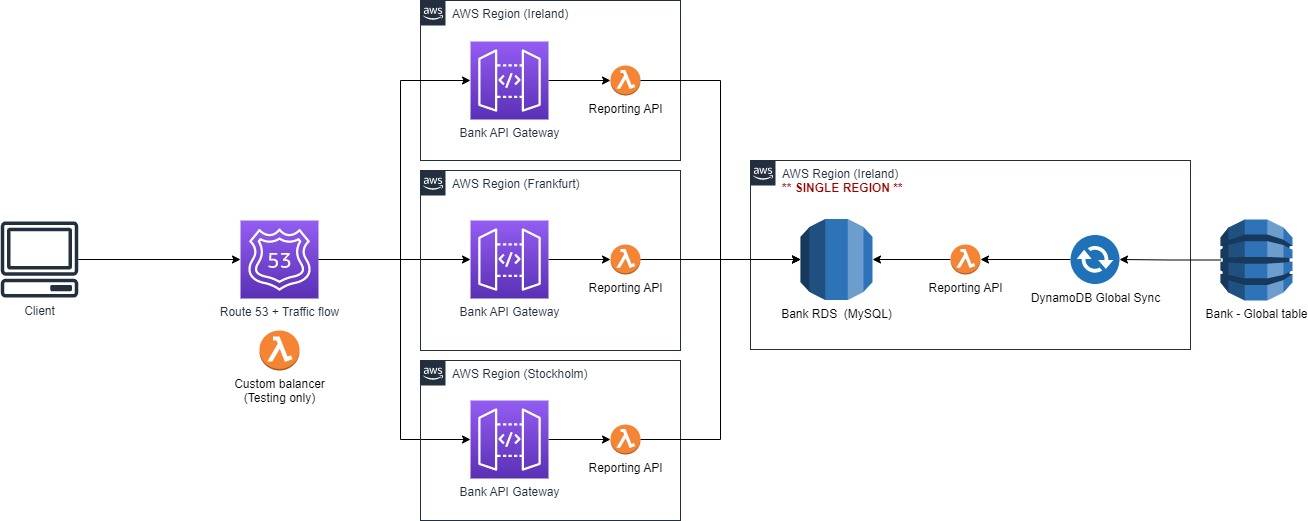 aws
AWS Region (Ireland)
</>
Bank API Gateway
λ
Reporting API
aws
AWS Region (Frankfurt)
</>
Bank API Gateway
λ
Reporting API
aws
AWS Region (Stockholm)
</>
Bank API Gateway
λ
Reporting API
Client
53
Route 53 + Traffic flow
λ
Custom balancer
(Testing only)
aws
AWS Region (Ireland)
** SINGLE REGION **
Bank RDS  (MySQL)
λ
Reporting API
DynamoDB Global Sync
Bank - Global table